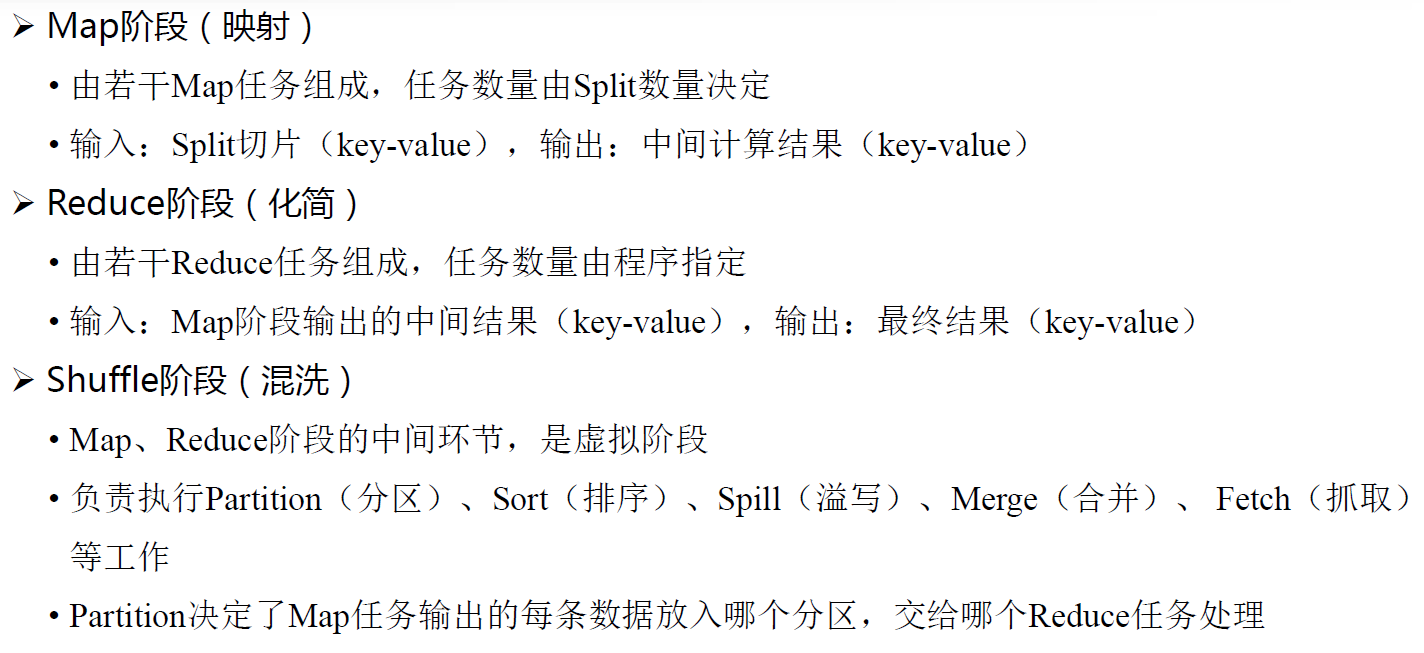 ➢ Map阶段（映射）
• 由若干Map任务组成，任务数量由Split数量决定
• 输入：Split切片（key-value），输出：中间计算结果（key-value）
➢ Reduce阶段（化简）
• 由若干Reduce任务组成，任务数量由程序指定
• 输入：Map阶段输出的中间结果（key-value），输出：最终结果（key-value）
➢ Shuffle阶段（混洗）
• Map、Reduce阶段的中间环节，是虚拟阶段
• 负责执行Partition（分区）、Sort（排序）、Spill（溢写）、Merge（合并）、 Fetch（抓取）
等工作
• Partition决定了Map任务输出的每条数据放入哪个分区，交给哪个Reduce任务处理